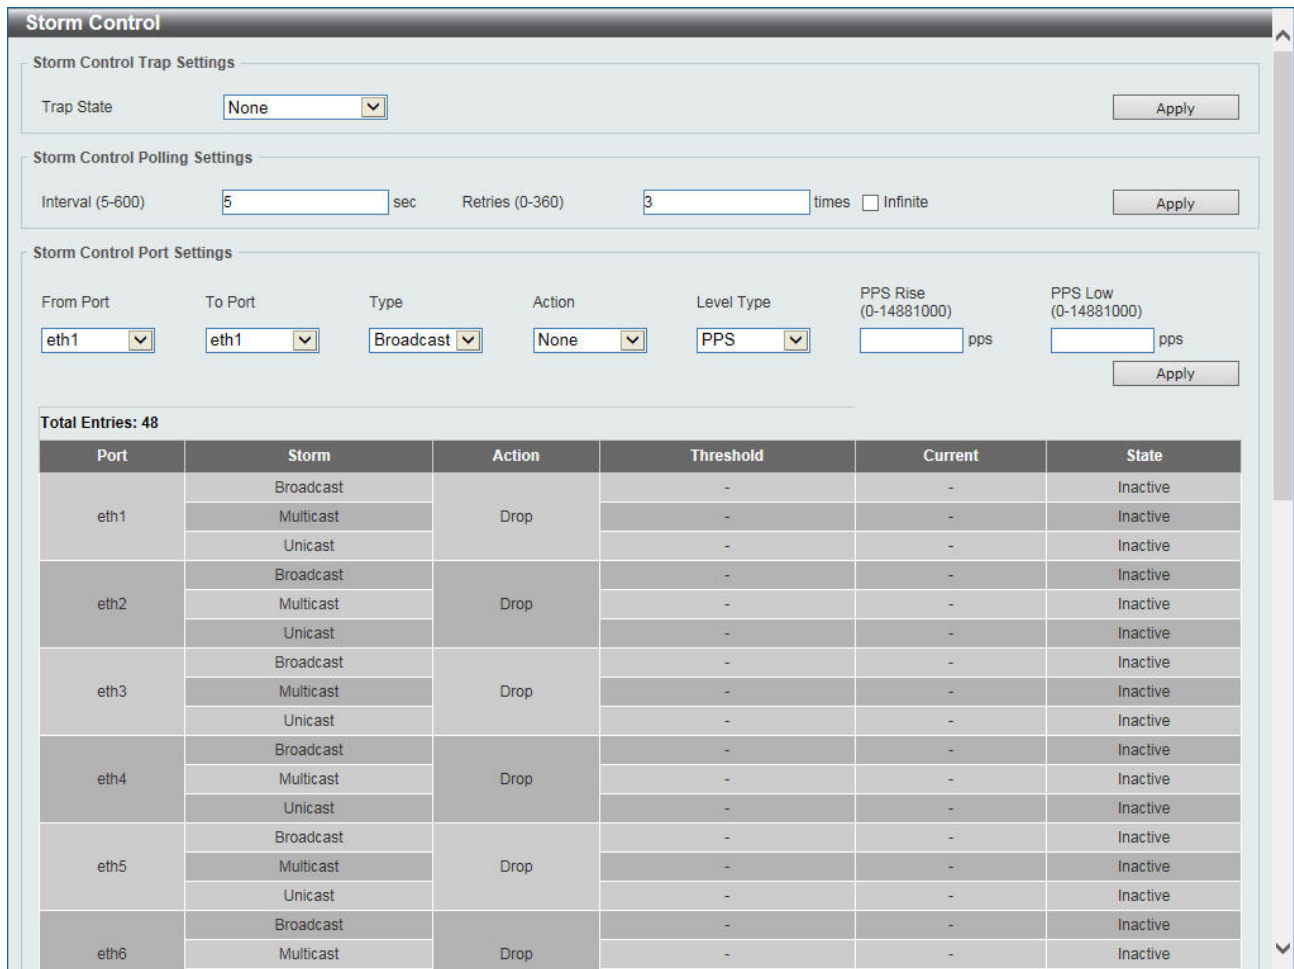 Storm Control
Storm Control Trap Settings
Trap State None Apply
Storm Control Polling Settings
Interval (5-600) 5 sec Retries (0-360) 3 times Infinite Apply
Storm Control Port Settings
From Port To Port Type Action Level Type PPS Rise (0-14881000) PPS Low (0-14881000)
eth1 eth1 Broadcast None PPS pps pps
Apply
Total Entries: 48
Port Storm Action Threshold Current State
eth1 Broadcast Drop - - Inactive
Multicast - - Inactive
Unicast - - Inactive
eth2 Broadcast Drop - - Inactive
Multicast - - Inactive
Unicast - - Inactive
eth3 Broadcast Drop - - Inactive
Multicast - - Inactive
Unicast - - Inactive
eth4 Broadcast Drop - - Inactive
Multicast - - Inactive
Unicast - - Inactive
eth5 Broadcast Drop - - Inactive
Multicast - - Inactive
Unicast - - Inactive
eth6 Broadcast Drop - - Inactive
Multicast - - Inactive